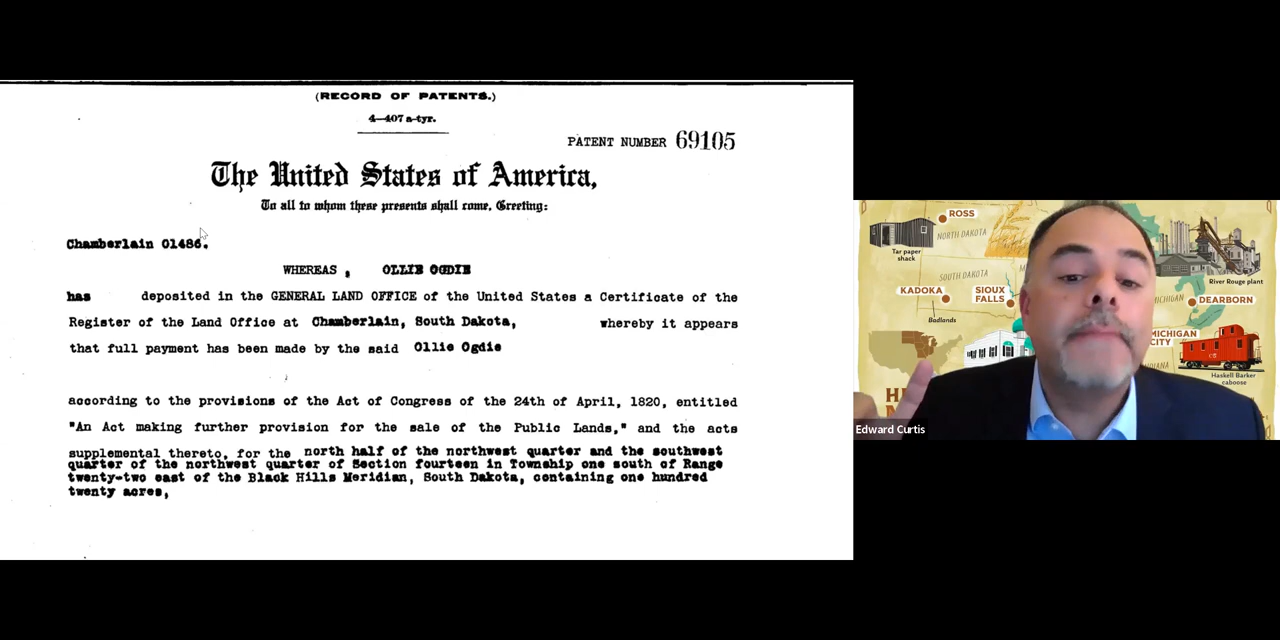 (RECORD OF PATENTS.)
4—407 a-tyr.
PATENT NUMBER 69105
The United States of America,
To all to whom these presents shall come, Greeting:
Chamberlain 01486.
WHEREAS, OLLIE OGDIE
has deposited in the GENERAL LAND OFFICE of the United States a Certificate of the
Register of the Land Office at Chamberlain, South Dakota, whereby it appears
that full payment has been made by the said Ollie Ogdie
according to the provisions of the Act of Congress of the 24th of April, 1820, entitled
"An Act making further provision for the sale of the Public Lands," and the acts
supplemental thereto, for the north half of the northwest quarter and the southwest
quarter of the northwest quarter of Section fourteen in Township one south of Range
twenty-two east of the Black Hills Meridian, South Dakota, containing one hundred
twenty acres,
ROSS
NORTH DAKOTA
Tar paper
shack
SOUTH DAKOTA
KADOKA
SIOUX
FALLS
Badlands
River Rouge plant
MICHIGAN
DEARBORN
MICHIGAN
CITY
Haskell Barker
caboose
Edward Curtis